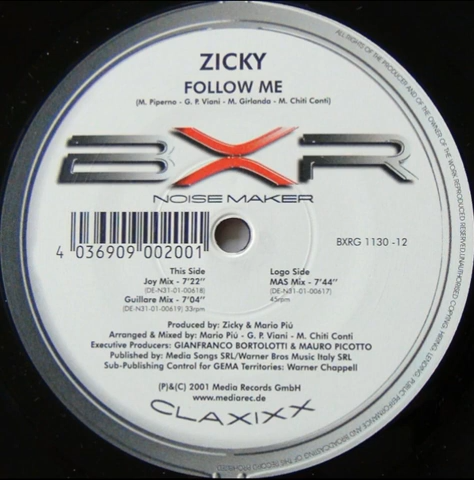 ZICKY
FOLLOW ME
(M. Piperno - G. P. Viani - M. Girlanda - M. Chiti Conti)
BXR
NOISE MAKER
4 036909 002001
BXRG 1130 -12
This Side
Joy Mix - 7'22''
(DE-N31-01-00618)
Guillare Mix - 7'04''
(DE-N31-01-00619) 33rpm
Logo Side
MAS Mix - 7'44''
(DE-N31-01-00617)
45rpm
Produced by: Zicky & Mario Piú
Arranged & Mixed by: Mario Piú - G. P. Viani - M. Chiti Conti
Executive Producers: GIANFRANCO BORTOLOTTI & MAURO PICOTTO
Published by: Media Songs SRL/Warner Bros Music Italy SRL
Sub-Publishing Control for GEMA Territories: Warner Chappell
(P)&(C) 2001 Media Records GmbH
www.mediarec.de
CLAXIXX
ALL RIGHTS OF THE PRODUCER AND OF THE OWNER OF THE WORK REPRODUCED RESERVED. UNAUTHORISED COPYING, HIRING, LENDING, PUBLIC PERFORMANCE AND BROADCASTING OF THIS RECORD PROHIBITED